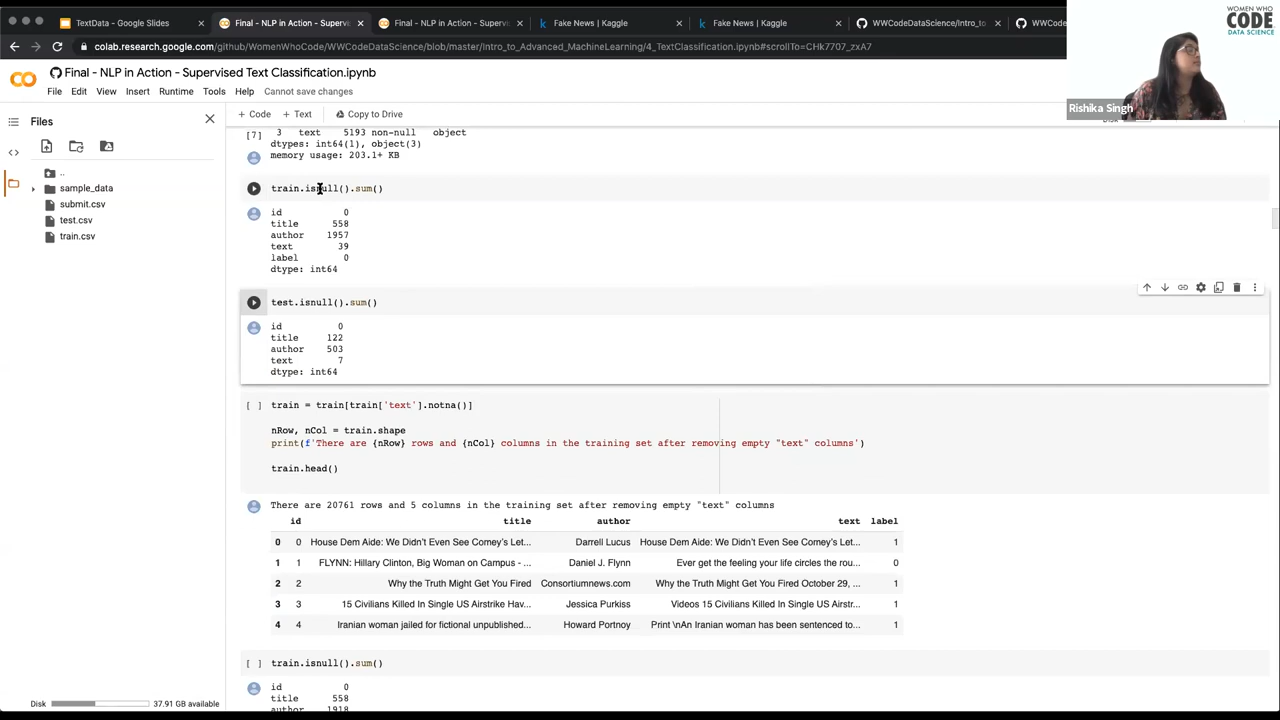 TextData - Google Slides
Final - NLP in Action - Supervis
Final - NLP in Action - Supervis
Fake News | Kaggle
Fake News | Kaggle
WWCodeDataScience/Intro_to
WWCode
colab.research.google.com/github/WomenWhoCode/WWCodeDataScience/blob/master/Intro_to_Advanced_MachineLearning/4_TextClassification.ipynb#scrollTo=CHk7707_zxA7
WOMEN WHO
CODE
DATA SCIENCE
Rishika Singh
Final - NLP in Action - Supervised Text Classification.ipynb
File Edit View Insert Runtime Tools Help Cannot save changes
Files
+ Code + Text Copy to Drive
Disk
..
sample_data
submit.csv
test.csv
train.csv
[7] 3 text 5193 non-null object
dtypes: int64(1), object(3)
memory usage: 203.1+ KB
train.isnull().sum()
id 0
title 558
author 1957
text 39
label 0
dtype: int64
test.isnull().sum()
id 0
title 122
author 503
text 7
dtype: int64
[ ] train = train[train['text'].notna()]
nRow, nCol = train.shape
print(f'There are {nRow} rows and {nCol} columns in the training set after removing empty "text" columns')
train.head()
There are 20761 rows and 5 columns in the training set after removing empty "text" columns
id title author text label
0 0 House Dem Aide: We Didn't Even See Comey's Let... Darrell Lucus House Dem Aide: We Didn't Even See Comey's Let... 1
1 1 FLYNN: Hillary Clinton, Big Woman on Campus - ... Daniel J. Flynn Ever get the feeling your life circles the rou... 0
2 2 Why the Truth Might Get You Fired Consortiumnews.com Why the Truth Might Get You Fired October 29, ... 1
3 3 15 Civilians Killed In Single US Airstrike Hav... Jessica Purkiss Videos 15 Civilians Killed In Single US Airstr... 1
4 4 Iranian woman jailed for fictional unpublished... Howard Portnoy Print \nAn Iranian woman has been sentenced to... 1
[ ] train.isnull().sum()
id 0
title 558
author 1918
Disk 37.91 GB available